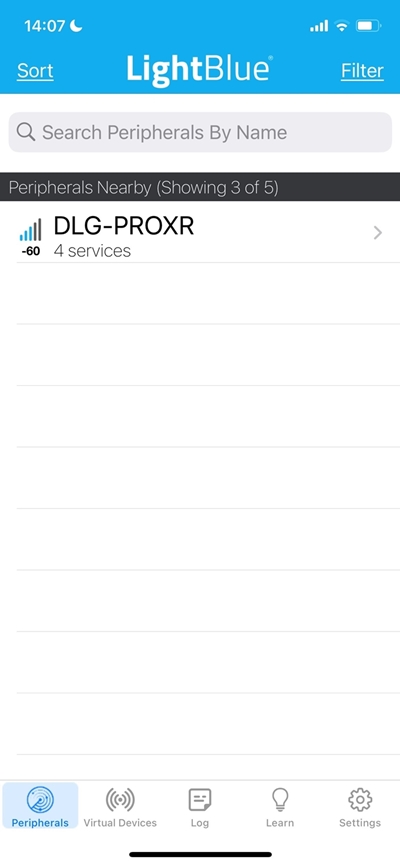 14:07
Sort LightBlue® Filter
Search Peripherals By Name
Peripherals Nearby (Showing 3 of 5)
DLG-PROXR
-60 4 services
Peripherals Virtual Devices Log Learn Settings